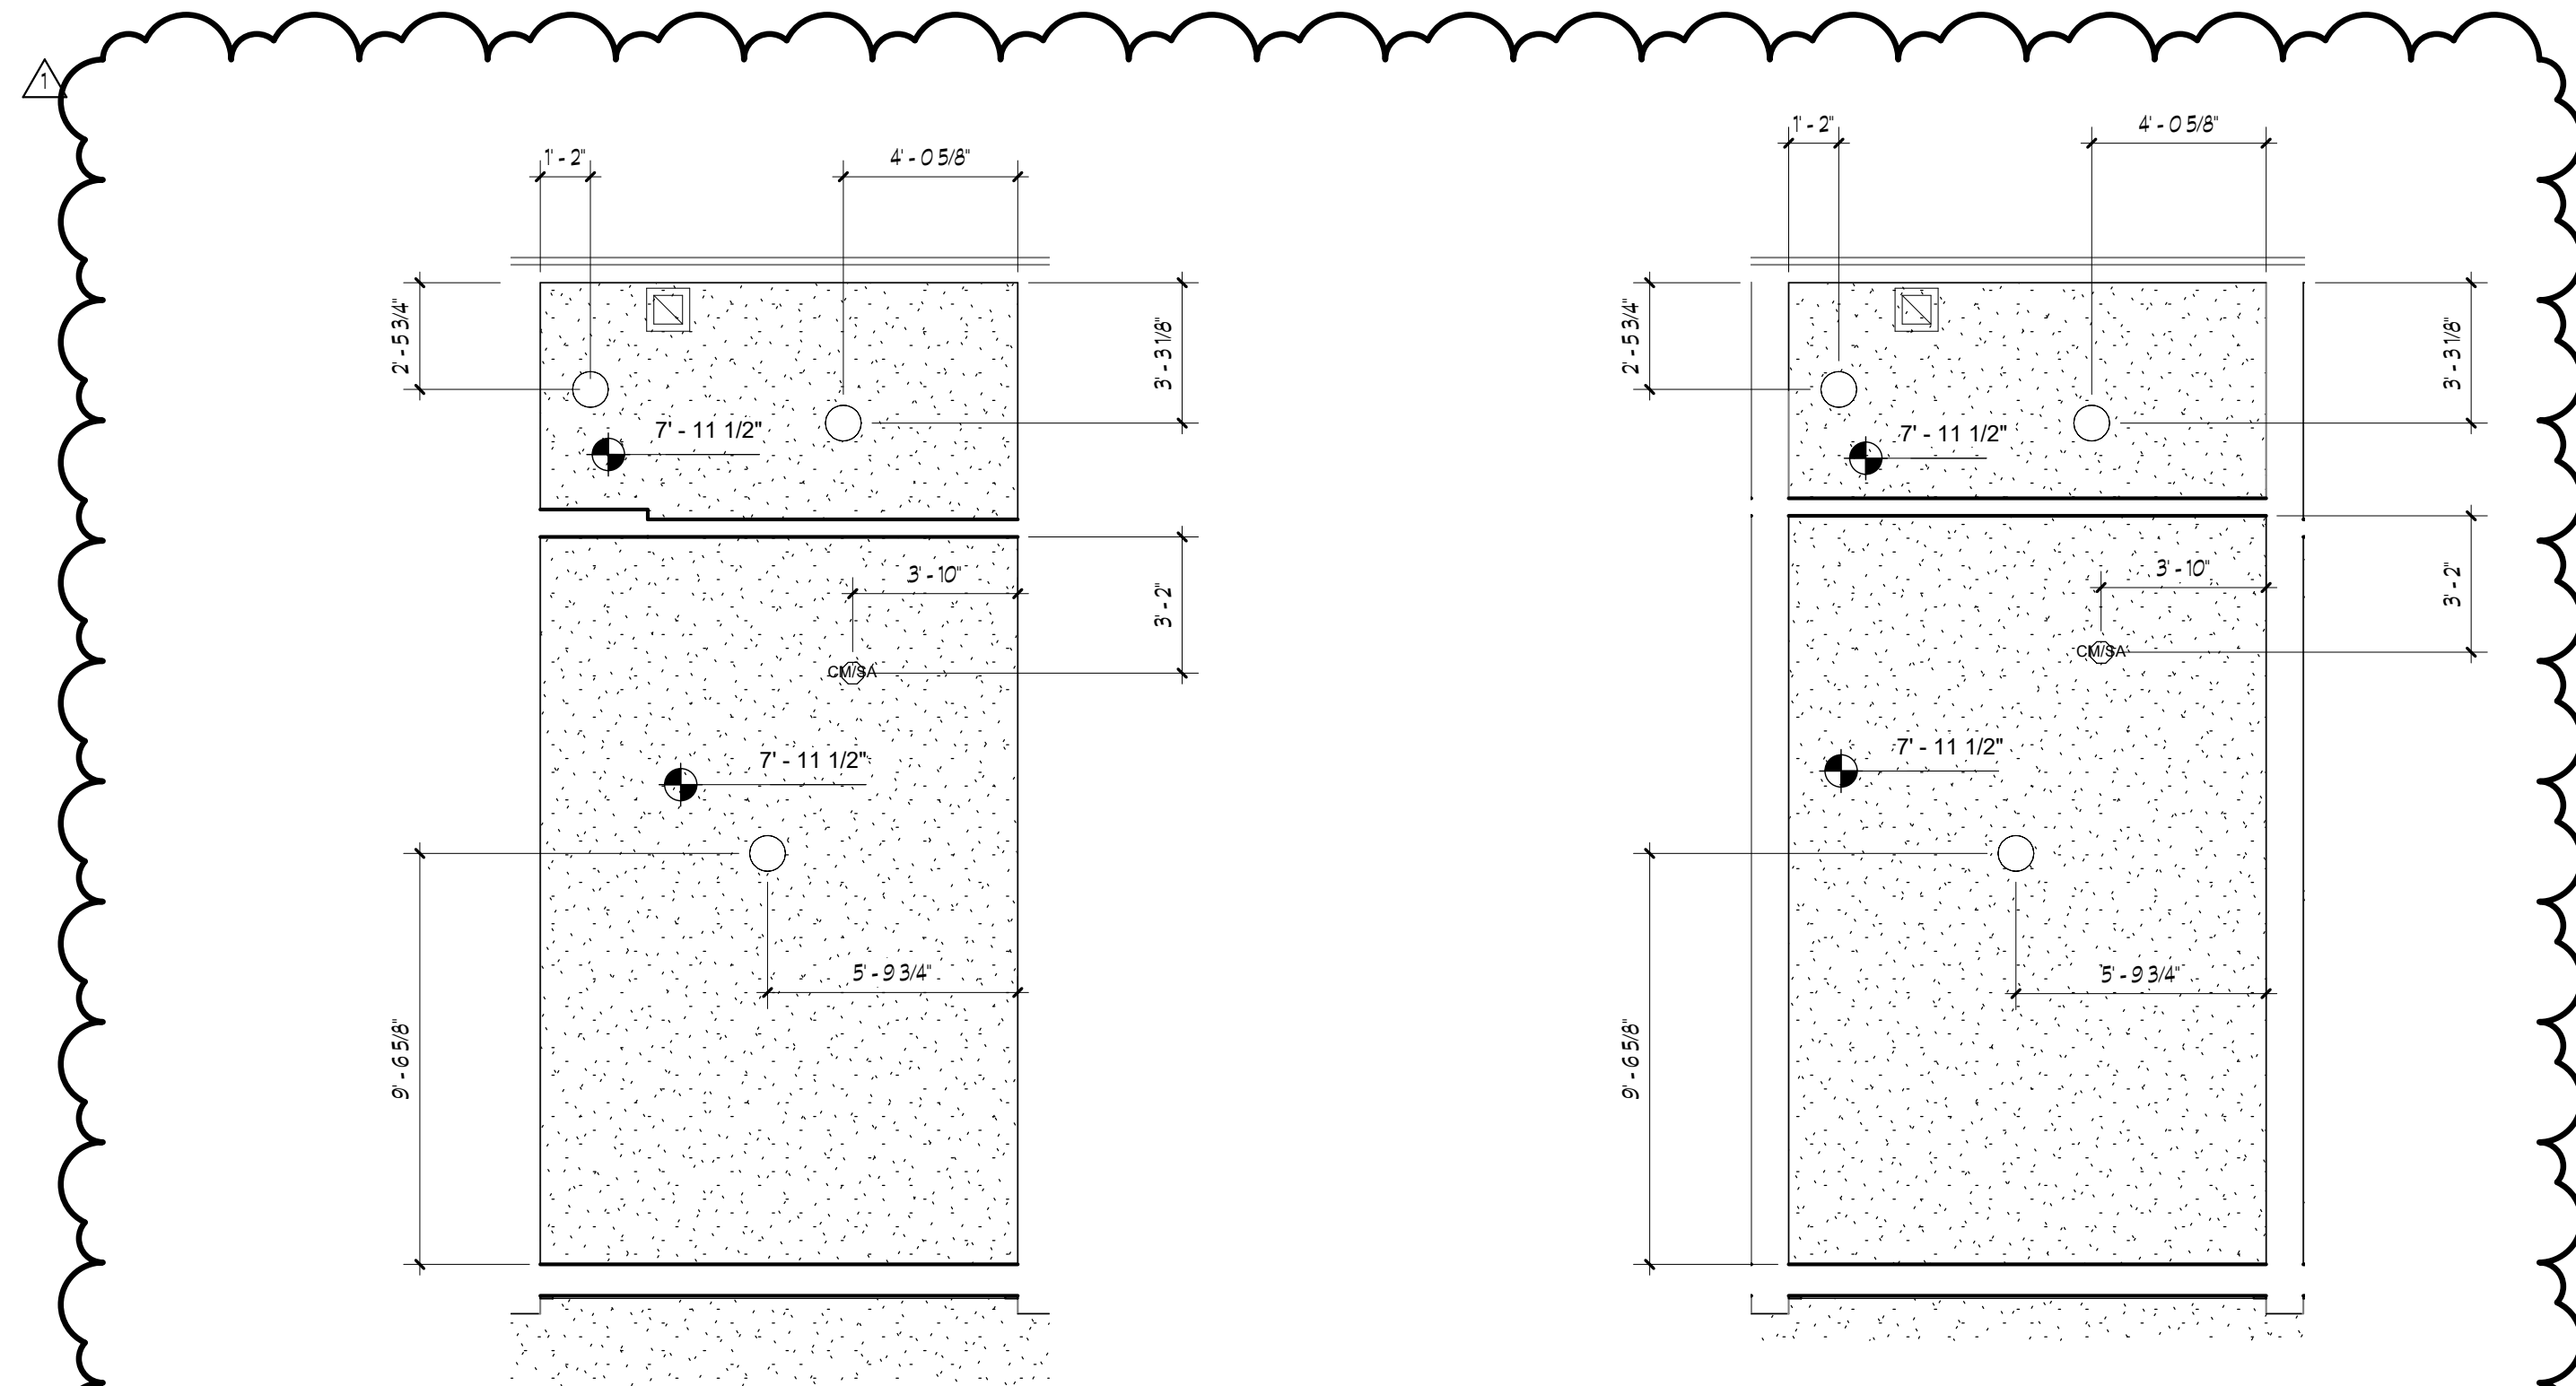 1
1' - 2"
4' - 0 5/8"
2' - 5 3/4"
3' - 3 1/8"
7' - 11 1/2"
3' - 10"
3' - 2"
CM/SA
7' - 11 1/2"
5' - 9 3/4"
9' - 6 5/8"
1' - 2"
4' - 0 5/8"
2' - 5 3/4"
3' - 3 1/8"
7' - 11 1/2"
3' - 10"
3' - 2"
CM/SA
7' - 11 1/2"
5' - 9 3/4"
9' - 6 5/8"